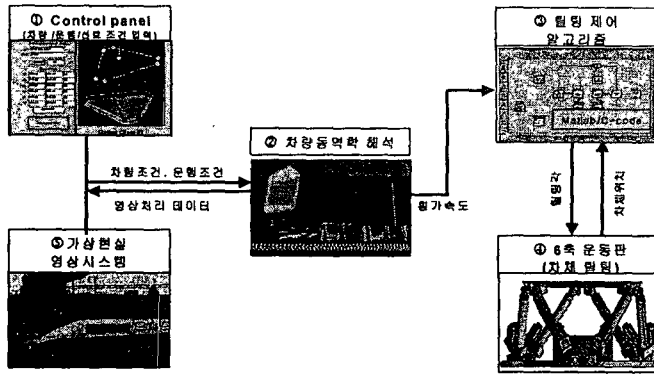 ① Control panel
(차량/운행/선로 조건 입력)
③ 틸팅 제어
알고리즘
Matlab/C-code
② 차량동역학 해석
차량조건, 운행조건
영상처리 데이터
횡가속도
틸팅각
차체위치
⑤ 가상현실
영상시스템
④ 6축 운동판
(차체 틸팅)